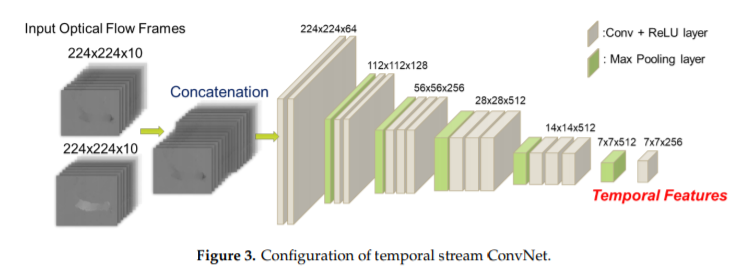 Input Optical Flow Frames
224x224x10
224x224x10
Concatenation
224x224x64
112x112x128
56x56x256
28x28x512
14x14x512
7x7x512
7x7x256
Temporal Features
:Conv + ReLU layer
: Max Pooling layer
Figure 3. Configuration of temporal stream ConvNet.